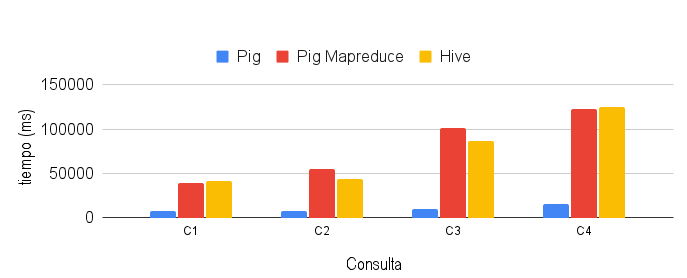 Pig Pig Mapreduce Hive
150000
100000
50000
0
tiempo (ms)
C1 C2 C3 C4
Consulta